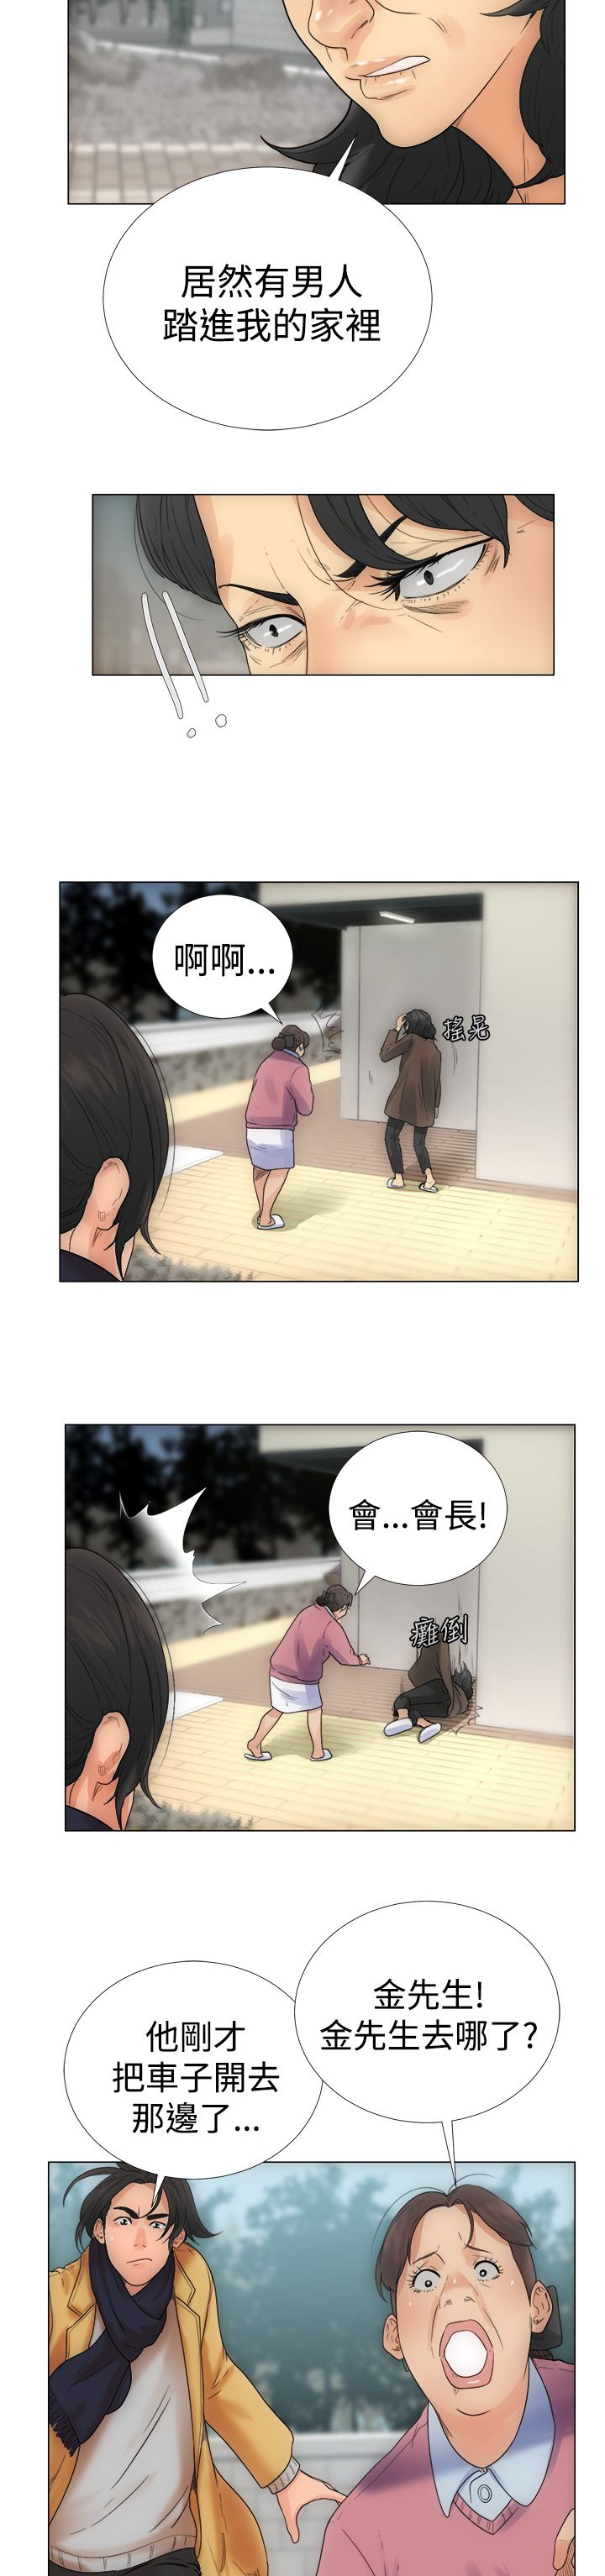 居然有男人
踏進我的家裡
啊啊...
搖晃
會...會長!
癱倒
金先生!
金先生去哪了?
他剛才
把車子開去
那邊了...